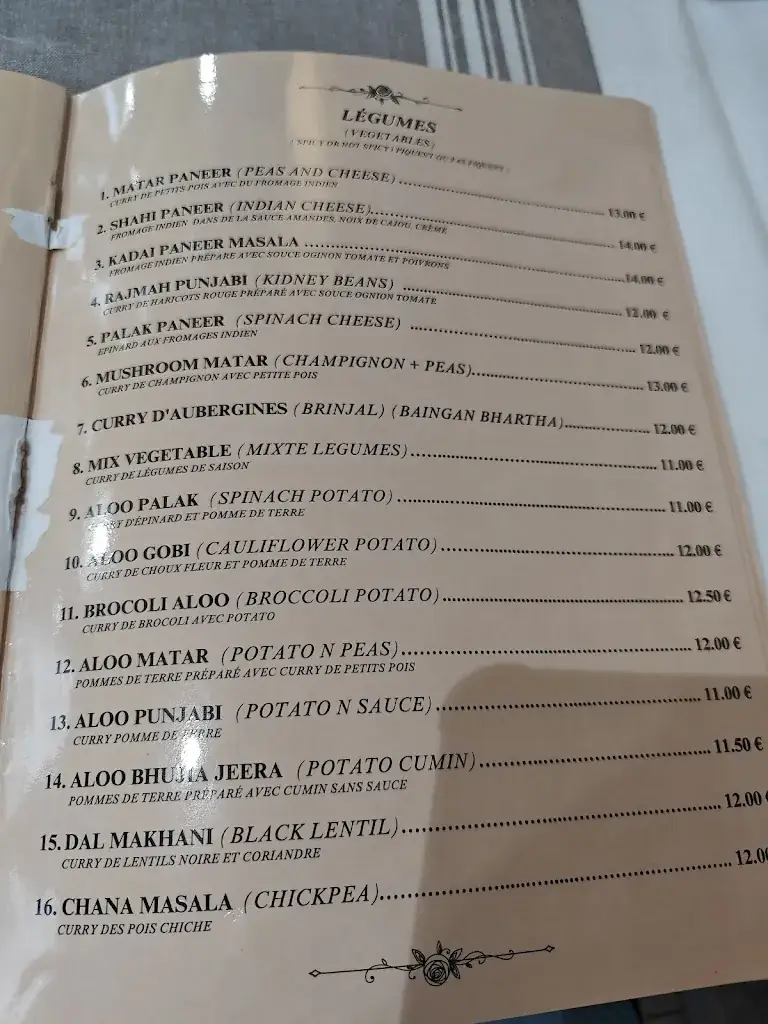 LÉGUMES
(VEGETABLES)
(SPICY OR NOT SPICY | PIQUENT OU PAS PIQUENT)
1. MATAR PANEER (PEAS AND CHEESE) 13.00 €
CURRY DE PETITS POIS AVEC DU FROMAGE INDIEN
2. SHAHI PANEER (INDIAN CHEESE) 14.00 €
FROMAGE INDIEN DANS DE LA SAUCE AMANDES, NOIX DE CAJOU, CRÈME
3. KADAI PANEER MASALA 14.00 €
FROMAGE INDIEN PRÉPARE AVEC SOUCE OGINON TOMATE ET POIVRONS
4. RAJMAH PUNJABI (KIDNEY BEANS) 12.00 €
CURRY DE HARICOTS ROUGE PRÉPARÉ AVEC SOUCE OGNION TOMATE
5. PALAK PANEER (SPINACH CHEESE) 12.00 €
EPINARD AUX FROMAGES INDIEN
6. MUSHROOM MATAR (CHAMPIGNON + PEAS) 13.00 €
CURRY DE CHAMPIGNON AVEC PETITE POIS
7. CURRY D'AUBERGINES (BRINJAL) (BAINGAN BHARTHA) 12.00 €
8. MIX VEGETABLE (MIXTE LEGUMES) 11.00 €
CURRY DE LÉGUMES DE SAISON
9. ALOO PALAK (SPINACH POTATO) 11.00 €
CURRY D'ÉPINARD ET POMME DE TERRE
10. ALOO GOBI (CAULIFLOWER POTATO) 12.00 €
CURRY DE CHOUX FLEUR ET POMME DE TERRE
11. BROCOLI ALOO (BROCCOLI POTATO) 12.50 €
CURRY DE BROCOLI AVEC POTATO
12. ALOO MATAR (POTATO N PEAS) 12.00 €
POMMES DE TERRE PRÉPARÉ AVEC CURRY DE PETITS POIS
13. ALOO PUNJABI (POTATO N SAUCE) 11.00 €
CURRY POMME DE TERRE
14. ALOO BHUJIA JEERA (POTATO CUMIN) 11.50 €
POMMES DE TERRE PRÉPARÉ AVEC CUMIN SANS SAUCE
15. DAL MAKHANI (BLACK LENTIL) 12.00
CURRY DE LENTILS NOIRE ET CORIANDRE
16. CHANA MASALA (CHICKPEA) 12.00
CURRY DES POIS CHICHE